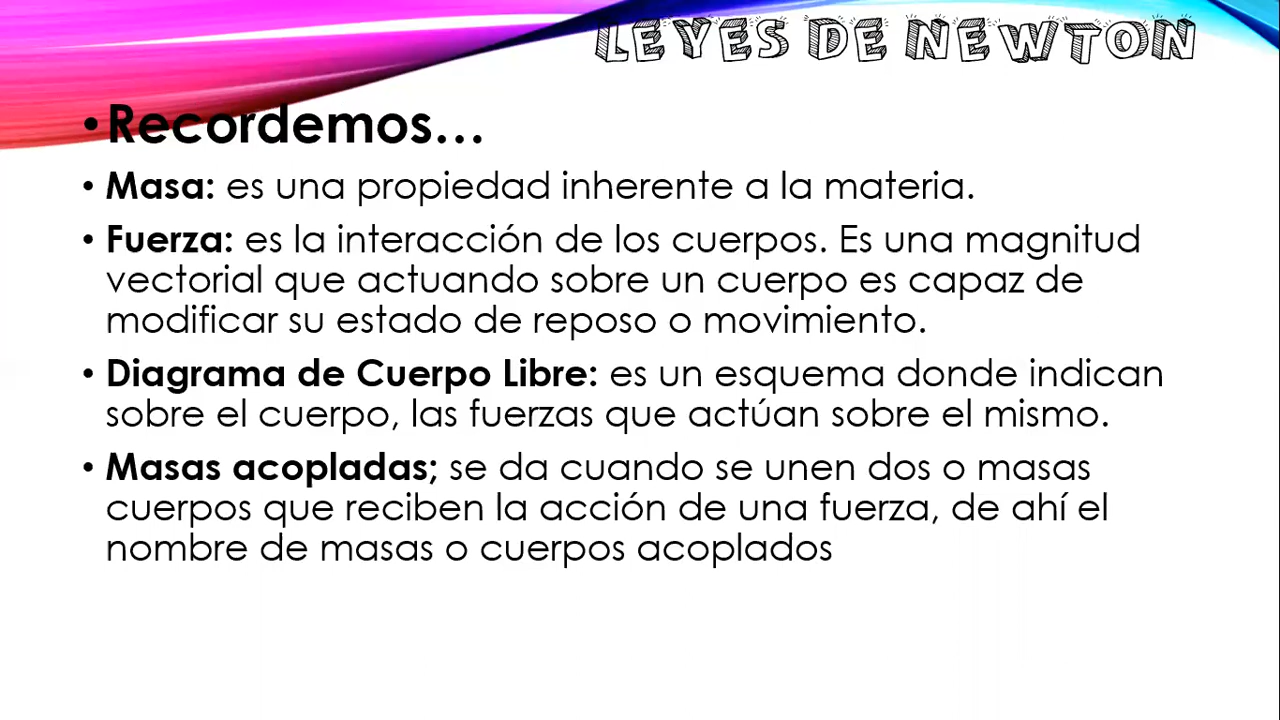 LEYES DE NEWTON
• Recordemos...
• Masa: es una propiedad inherente a la materia.
• Fuerza: es la interacción de los cuerpos. Es una magnitud
vectorial que actuando sobre un cuerpo es capaz de
modificar su estado de reposo o movimiento.
• Diagrama de Cuerpo Libre: es un esquema donde indican
sobre el cuerpo, las fuerzas que actúan sobre el mismo.
• Masas acopladas; se da cuando se unen dos o masas
cuerpos que reciben la acción de una fuerza, de ahí el
nombre de masas o cuerpos acoplados